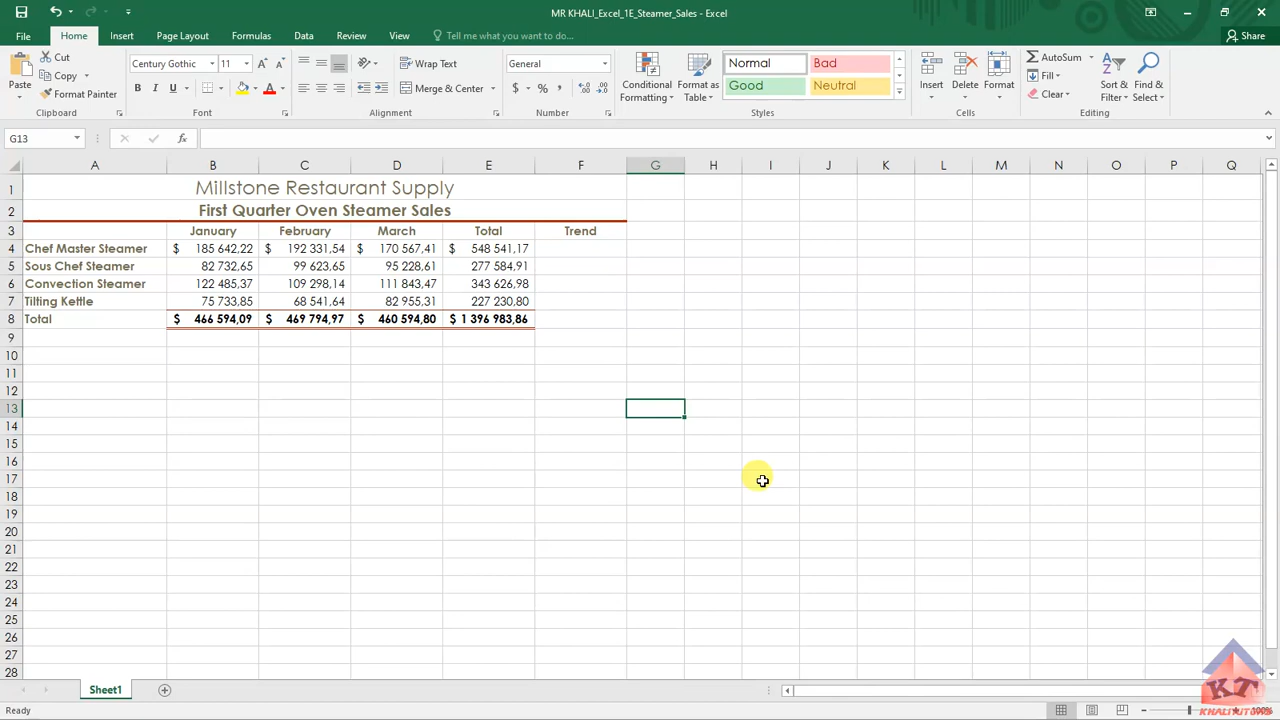 MR KHALI_Excel_1E_Steamer_Sales - Excel
File Home Insert Page Layout Formulas Data Review View Tell me what you want to do... Share
Paste Cut Copy Format Painter Clipboard
Century Gothic 11 A A B I U A Font
Wrap Text Merge & Center Alignment
General $ % , Number
Conditional Formatting Format as Table Normal Bad Good Neutral Styles
Insert Delete Format Cells
AutoSum Fill Clear Sort & Filter Find & Select Editing
G13 fx
A B C D E F G H I J K L M N O P Q
1 Millstone Restaurant Supply
2 First Quarter Oven Steamer Sales
3 January February March Total Trend
4 Chef Master Steamer $ 185 642,22 $ 192 331,54 $ 170 567,41 $ 548 541,17
5 Sous Chef Steamer 82 732,65 99 623,65 95 228,61 277 584,91
6 Convection Steamer 122 485,37 109 298,14 111 843,47 343 626,98
7 Tilting Kettle 75 733,85 68 541,64 82 955,31 227 230,80
8 Total $ 466 594,09 $ 469 794,97 $ 460 594,80 $ 1 396 983,86
9
10
11
12
13
14
15
16
17
18
19
20
21
22
23
24
25
26
27
28
Sheet1
Ready
KT